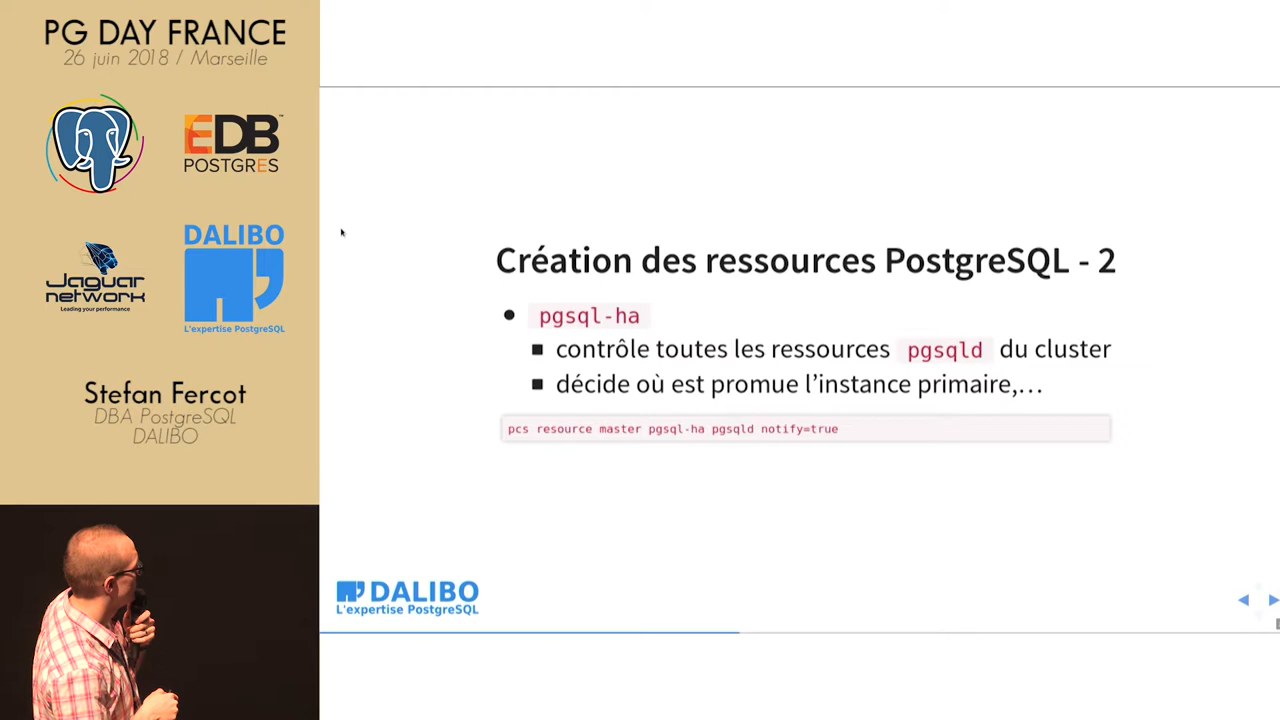 PG DAY FRANCE
26 juin 2018 / Marseille
EDB
POSTGRES
DALIBO
L'expertise PostgreSQL
Jaguar
network
Leading your performance
Stefan Fercot
DBA PostgreSQL
DALIBO
Création des ressources PostgreSQL - 2
pgsql-ha
contrôle toutes les ressources pgsqld du cluster
décide où est promue l'instance primaire,…
pcs resource master pgsql-ha pgsqld notify=true
DALIBO
L'expertise PostgreSQL